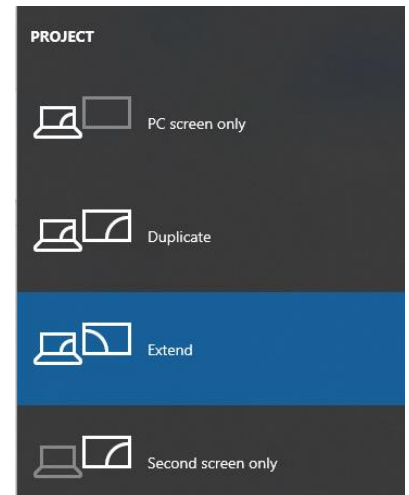 PROJECT
PC screen only
Duplicate
Extend
Second screen only